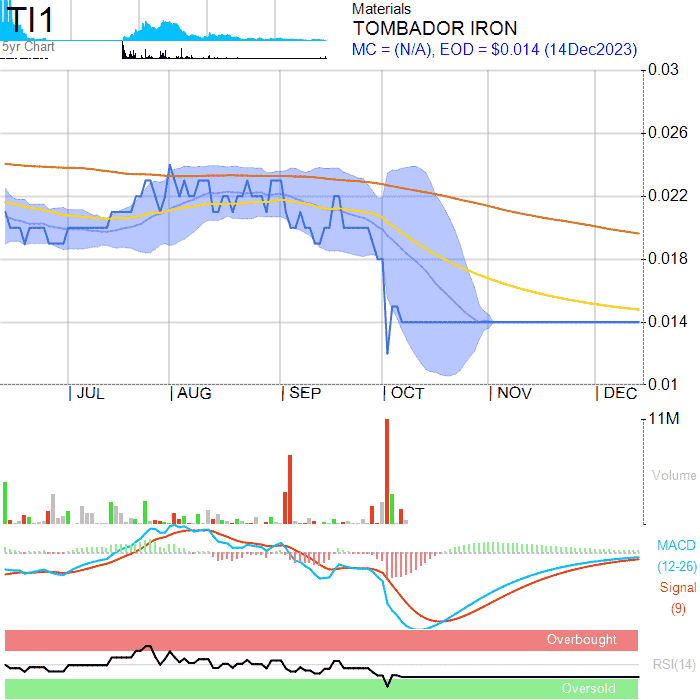 TI1
5yr Chart
Materials
TOMBADOR IRON
MC = (N/A), EOD = $0.014 (14Dec2023)
0.03
0.026
0.022
0.018
0.014
0.01
JUL AUG SEP OCT NOV DEC
11M
Volume
MACD
(12-26)
Signal
(9)
Overbought
RSI(14)
Oversold